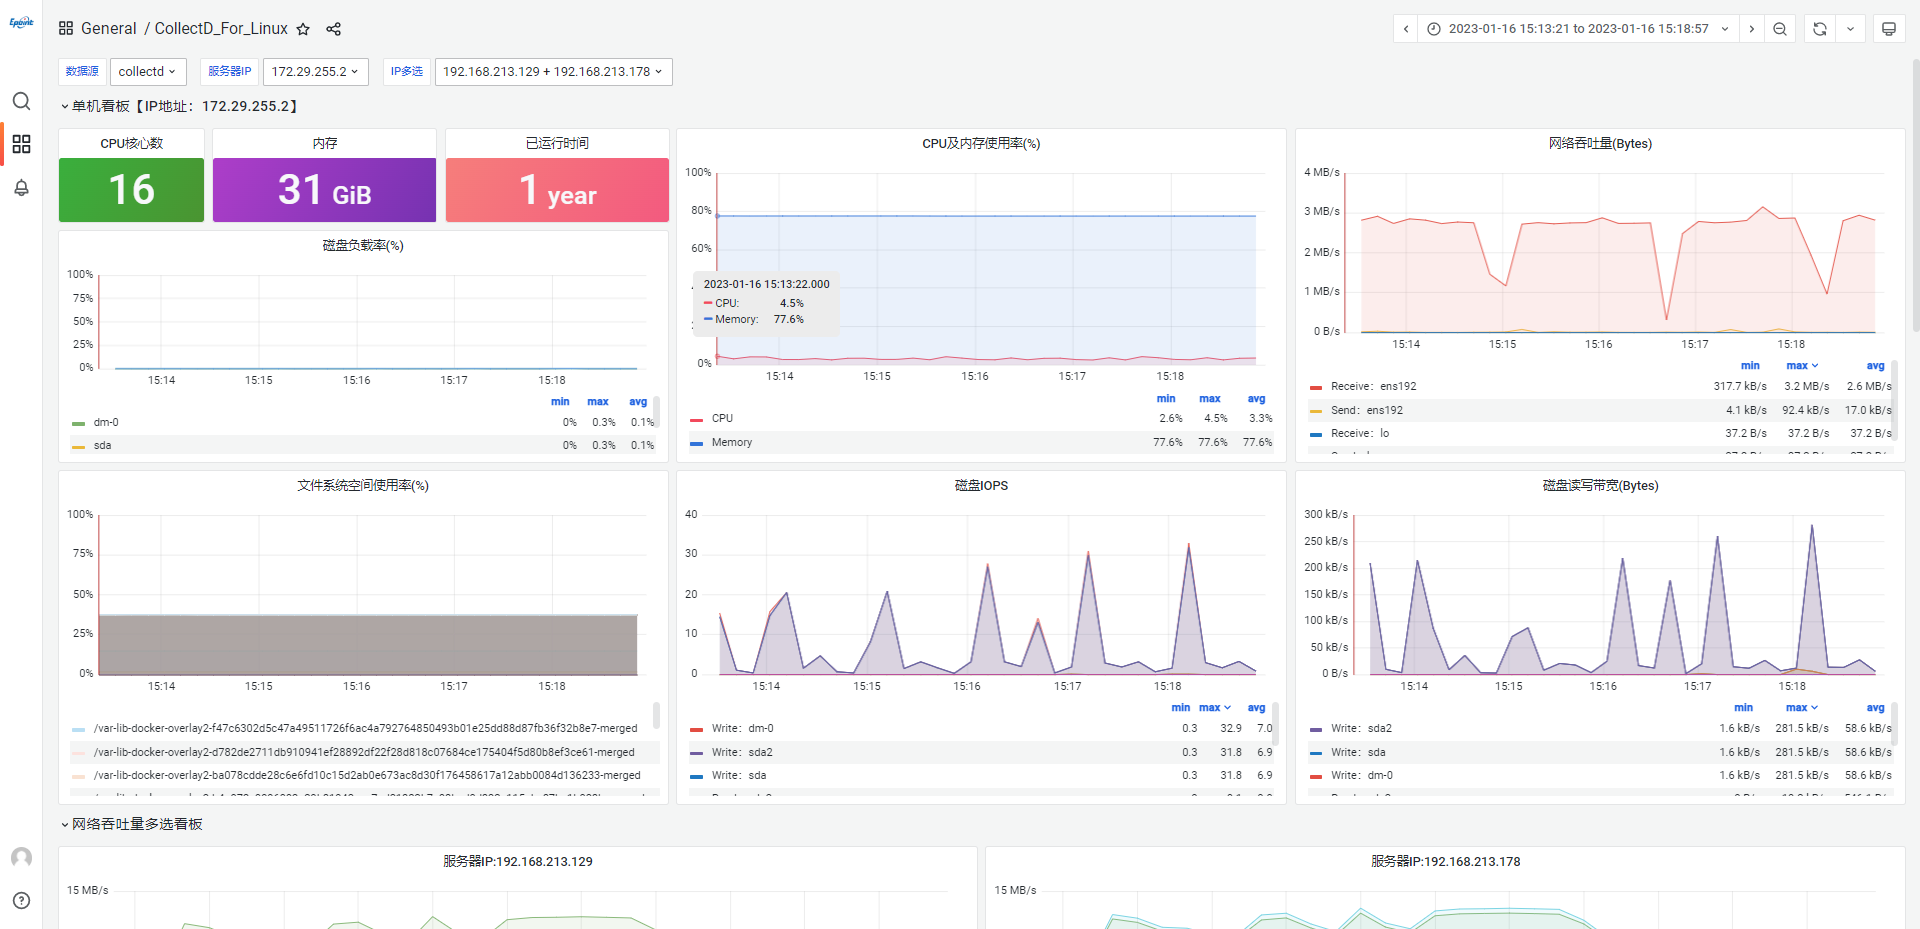 Epoint
General / CollectD_For_Linux
2023-01-16 15:13:21 to 2023-01-16 15:18:57
数据源 collectd 服务器IP 172.29.255.2 IP多选 192.168.213.129 + 192.168.213.178
单机看板【IP地址：172.29.255.2】
CPU核心数
16
内存
31 GiB
已运行时间
1 year
磁盘负载率(%)
100%
75%
50%
25%
0%
15:14 15:15 15:16 15:17 15:18
min max avg
dm-0 0% 0.3% 0.1%
sda 0% 0.3% 0.1%
CPU及内存使用率(%)
100%
80%
60%
0%
2023-01-16 15:13:22.000
CPU: 4.5%
Memory: 77.6%
15:14 15:15 15:16 15:17 15:18
min max avg
CPU 2.6% 4.5% 3.3%
Memory 77.6% 77.6% 77.6%
网络吞吐量(Bytes)
4 MB/s
3 MB/s
2 MB/s
1 MB/s
0 B/s
15:14 15:15 15:16 15:17 15:18
min max avg
Receive：ens192 317.7 kB/s 3.2 MB/s 2.6 MB/s
Send：ens192 4.1 kB/s 92.4 kB/s 17.0 kB/s
Receive：lo 37.2 B/s 37.2 B/s 37.2 B/s
文件系统空间使用率(%)
100%
75%
50%
25%
0%
15:14 15:15 15:16 15:17 15:18
/var-lib-docker-overlay2-f47c6302d5c47a49511726f6ac4a792764850493b01e25dd88d87fb36f32b8e7-merged
/var-lib-docker-overlay2-d782de2711db910941ef28892df22f28d818c07684ce175404f5d80b8ef3ce61-merged
/var-lib-docker-overlay2-ba078cdde28c6e6fd10c15d2ab0e673ac8d30f176458617a12abb0084d136233-merged
磁盘IOPS
40
30
20
10
0
15:14 15:15 15:16 15:17 15:18
min max avg
Write：dm-0 0.3 32.9 7.0
Write：sda2 0.3 31.8 6.9
Write：sda 0.3 31.8 6.9
磁盘读写带宽(Bytes)
300 kB/s
250 kB/s
200 kB/s
150 kB/s
100 kB/s
50 kB/s
0 B/s
15:14 15:15 15:16 15:17 15:18
min max avg
Write：sda2 1.6 kB/s 281.5 kB/s 58.6 kB/s
Write：sda 1.6 kB/s 281.5 kB/s 58.6 kB/s
Write：dm-0 1.6 kB/s 281.5 kB/s 58.6 kB/s
网络吞吐量多选看板
服务器IP:192.168.213.129
15 MB/s
服务器IP:192.168.213.178
15 MB/s